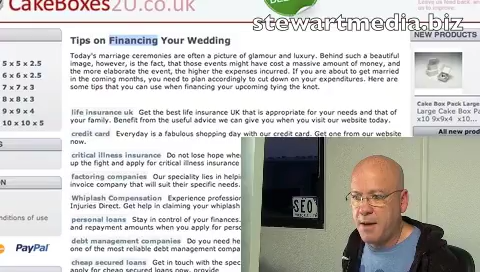 CakeBoxes2U.co.uk
stewartmedia.biz
Tips on Financing Your Wedding
Today's marriage ceremonies are often a picture of glamour and luxury. Behind such a beautiful
image, however, is the fact, that those events might have cost a massive amount of money, and
the more elaborate the event, the higher the expenses incurred. If you are about to get married
in the coming months, you need to plan accordingly to cut down on your expenditures. Here are
some tips that you can use when financing your upcoming tying the knot.
life insurance uk Get the best life insurance UK that is appropriate for your needs and that of
your family. Benefit from the useful advice we can give you when you visit our website today.
credit card Everyday is a fabulous shopping day with our credit card. Get one from our website
now.
critical illness insurance Do not lose hope whe
up the fight and apply for critical illness insuranc
factoring companies Our speciality lies in helpi
invoice company that will suit their specific needs.
Whiplash Compensation Experience professio
Injuries Direct. Get help in claiming your
personal loans Stay in control of your finances.
and repayment amounts when you apply for perso
debt management companies Do you need he
one of the most reliable debt management compa
cheap secured loans Get in touch with the spec
apply for cheap secured loans now, provide
5 x 5 x 2.5
6 x 6 x 2.5
7 x 7 x 3
8 x 8 x 3
9 x 9 x 4
10 x 10 x 5
S
ON
nditions of use
PayPal
NEW PRODUCTS
Cake Box Pack Large
Large Cake Box Pac
x10 9x9x4 x10...
All new prod
SEO